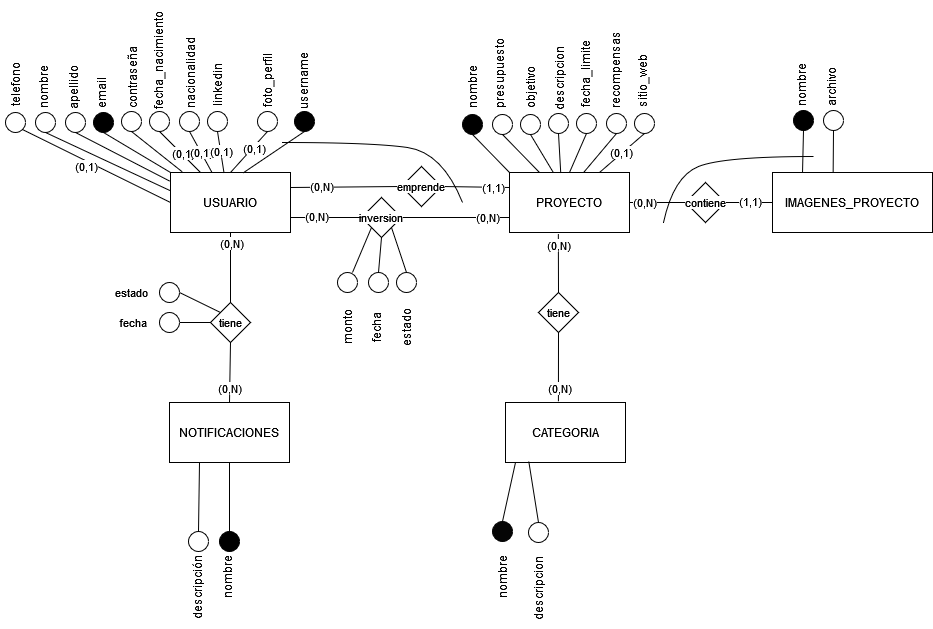 telefono
nombre
apellido
email
contraseña
fecha_nacimiento
nacionalidad
linkedin
foto_perfil
username
nombre
presupuesto
objetivo
descripcion
fecha_limite
recompensas
sitio_web
nombre
archivo
(0,1)
(0,1)
(0,1)
(0,1)
(0,1)
(0,1)
USUARIO
(0,N)
emprende
(1,1)
(0,N)
inversion
(0,N)
PROYECTO
(0,N)
contiene
(1,1)
IMAGENES_PROYECTO
(0,N)
(0,N)
estado
fecha
tiene
monto
fecha
estado
tiene
(0,N)
(0,N)
NOTIFICACIONES
CATEGORIA
descripción
nombre
nombre
descripcion